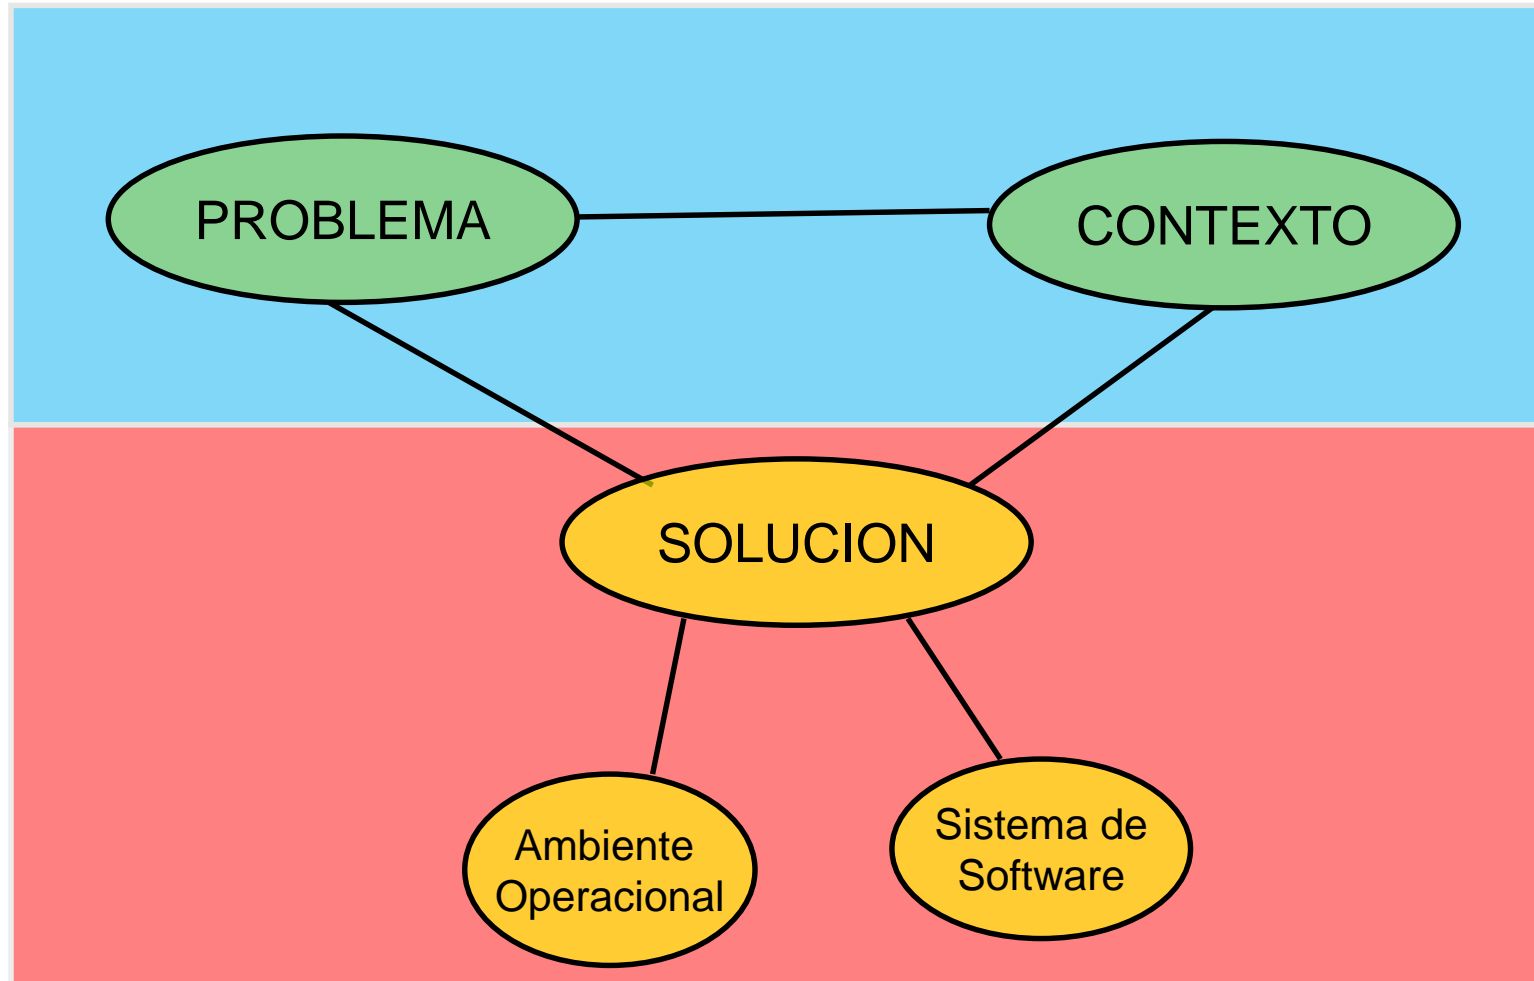 PROBLEMA
CONTEXTO
SOLUCION
Ambiente
Operacional
Sistema de
Software